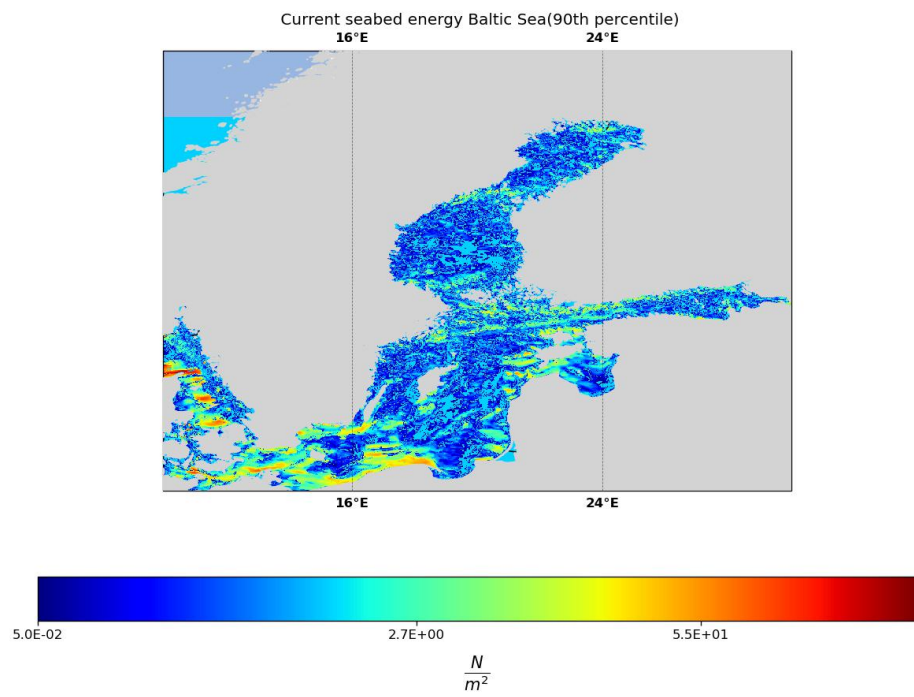 Current seabed energy Baltic Sea(90th percentile)
16°E 24°E
16°E 24°E
5.0E-02 2.7E+00 5.5E+01
N
m²